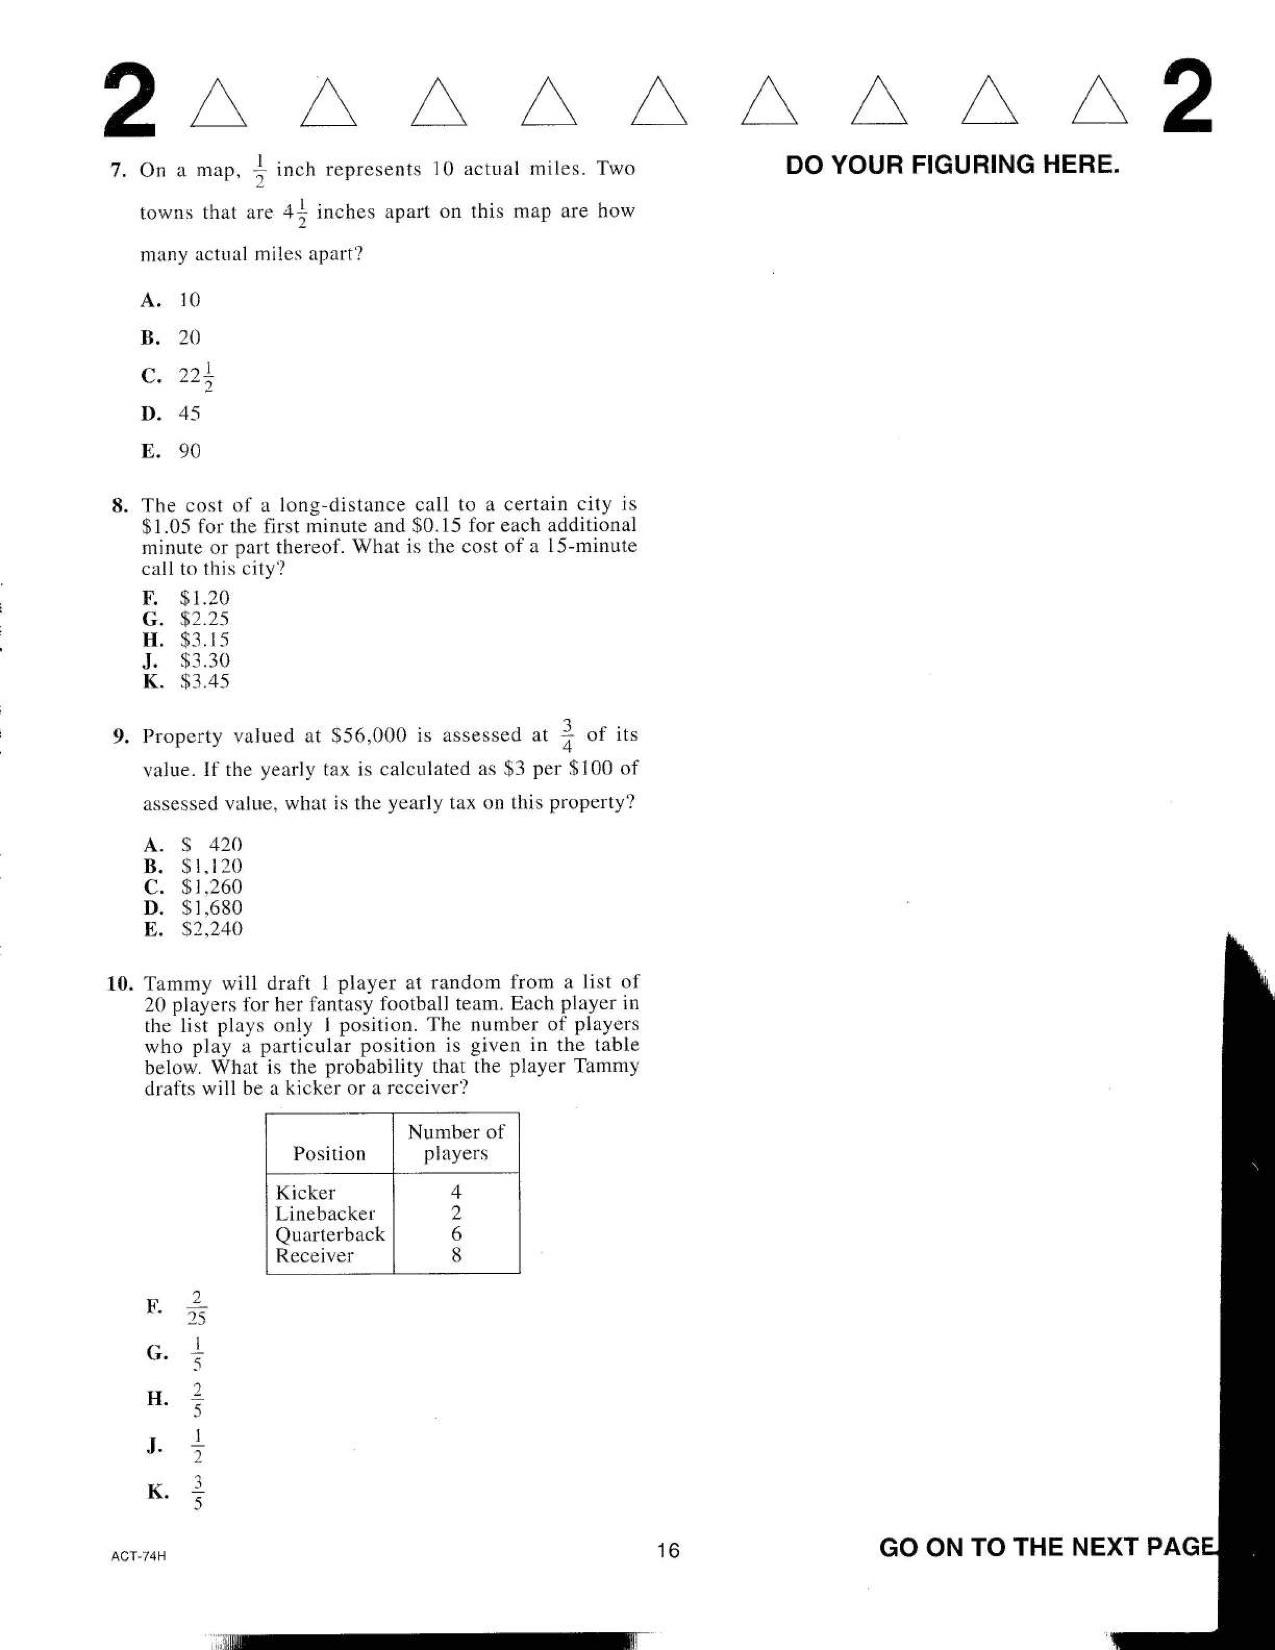 2 2
7. On a map, 1/2 inch represents 10 actual miles. Two
towns that are 4 1/2 inches apart on this map are how
many actual miles apart?
A. 10
B. 20
C. 22 1/2
D. 45
E. 90
8. The cost of a long-distance call to a certain city is
$1.05 for the first minute and $0.15 for each additional
minute or part thereof. What is the cost of a 15-minute
call to this city?
F. $1.20
G. $2.25
H. $3.15
J. $3.30
K. $3.45
9. Property valued at $56,000 is assessed at 3/4 of its
value. If the yearly tax is calculated as $3 per $100 of
assessed value, what is the yearly tax on this property?
A. $ 420
B. $1,120
C. $1,260
D. $1,680
E. $2,240
10. Tammy will draft 1 player at random from a list of
20 players for her fantasy football team. Each player in
the list plays only 1 position. The number of players
who play a particular position is given in the table
below. What is the probability that the player Tammy
drafts will be a kicker or a receiver?
Position Number of players
Kicker 4
Linebacker 2
Quarterback 6
Receiver 8
F. 2/25
G. 1/5
H. 2/5
J. 1/2
K. 3/5
DO YOUR FIGURING HERE.
ACT-74H
16
GO ON TO THE NEXT PAGE